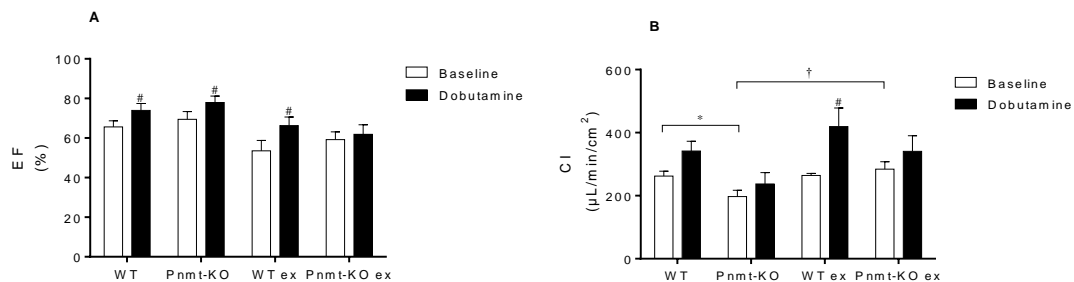 A
100
80
60
40
20
0
EF
(%)
#
#
#
WT
Pnmt-KO
WT ex
Pnmt-KO ex
Baseline
Dobutamine
B
600
400
200
0
CI
(µL/min/cm²)
*
†
#
WT
Pnmt-KO
WT ex
Pnmt-KO ex
Baseline
Dobutamine